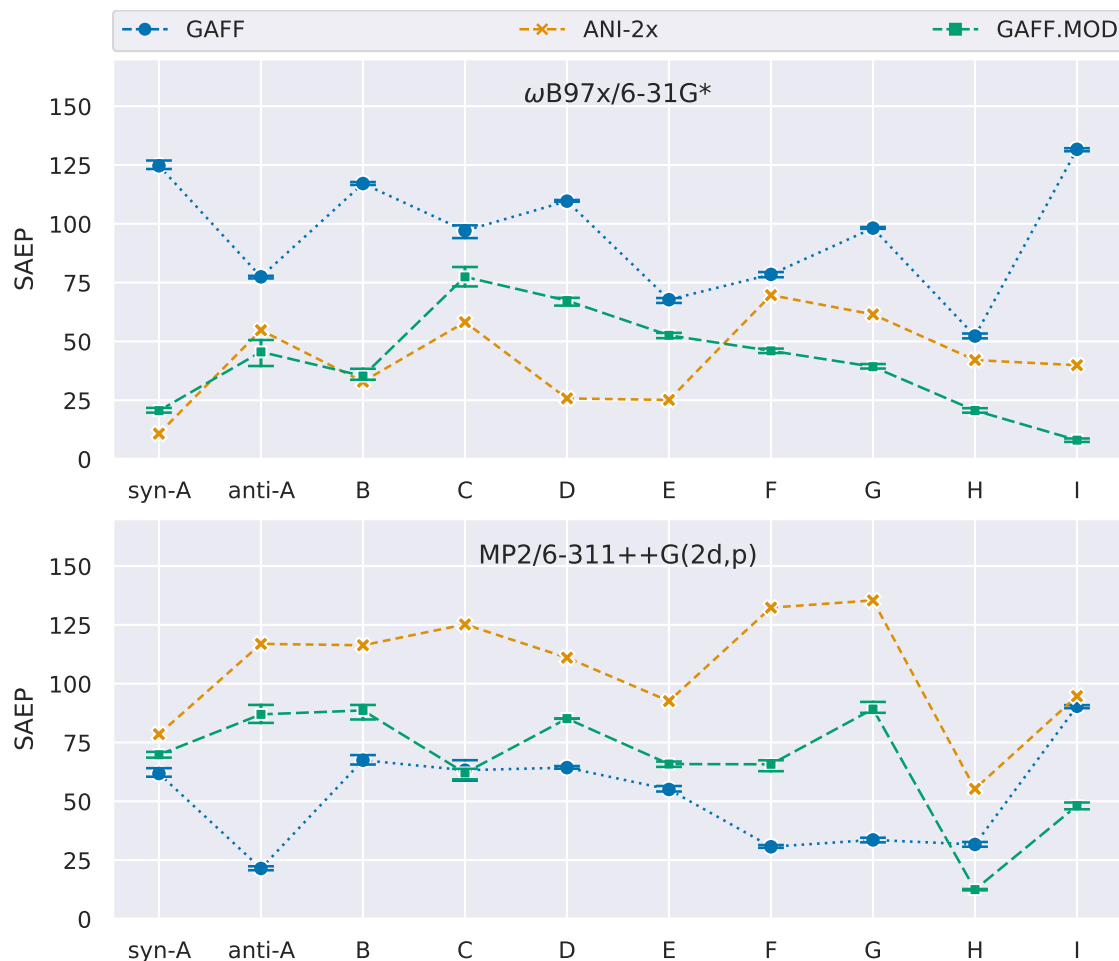 GAFF ANI-2x GAFF.MOD
ωB97x/6-31G*
150
125
100
75
50
25
0
SAEP
syn-A anti-A B C D E F G H I
MP2/6-311++G(2d,p)
150
125
100
75
50
25
0
SAEP
syn-A anti-A B C D E F G H I